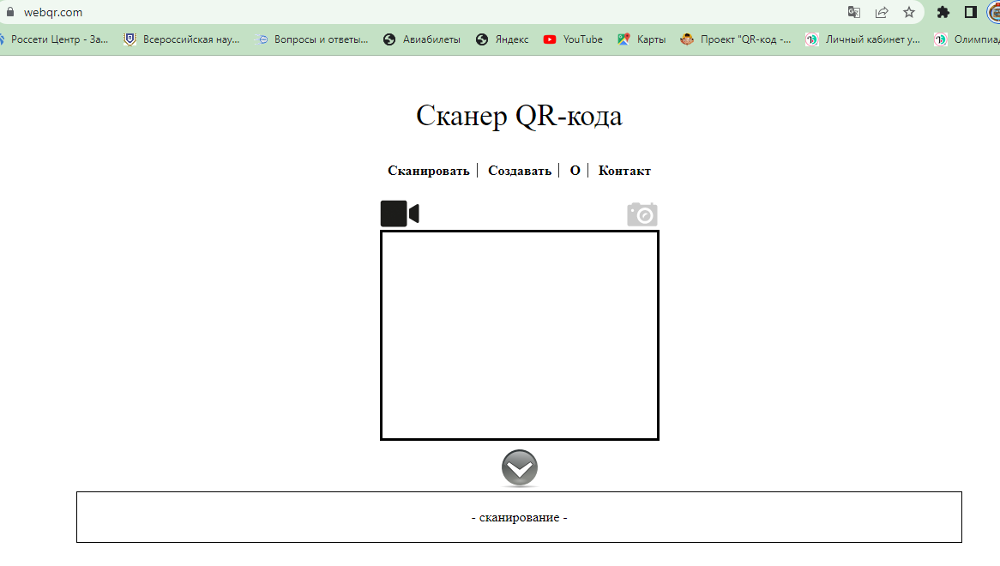 webqr.com
Россети Центр - За... Всероссийская нау... Вопросы и ответы... Авиабилеты Яндекс YouTube Карты Проект "QR-код -... Личный кабинет у... Олимпиад
Сканер QR-кода
Сканировать Создавать О Контакт
- сканирование -